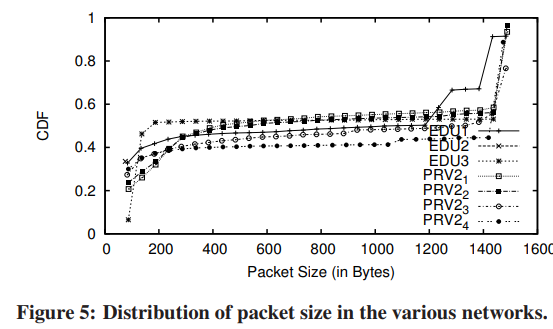 1
0.8
0.6
0.4
0.2
0
CDF
0 200 400 600 800 1000 1200 1400 1600
Packet Size (in Bytes)
EDU1
EDU2
EDU3
PRV2₁
PRV2₂
PRV2₃
PRV2₄
Figure 5: Distribution of packet size in the various networks.